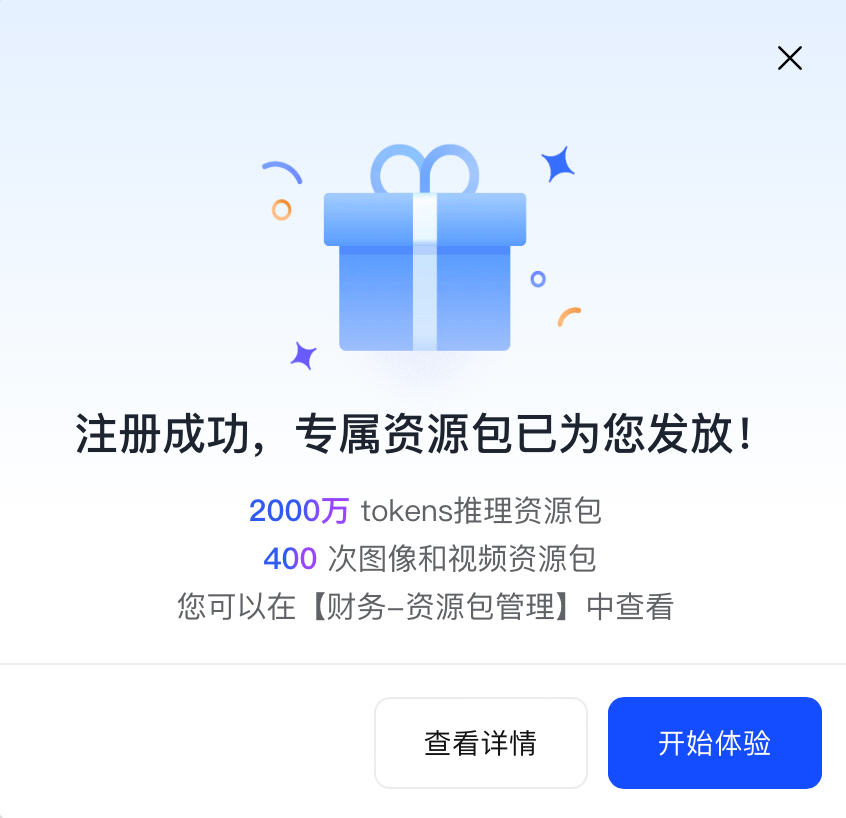 注册成功，专属资源包已为您发放！
2000万 tokens推理资源包
400 次图像和视频资源包
您可以在【财务–资源包管理】中查看
查看详情
开始体验